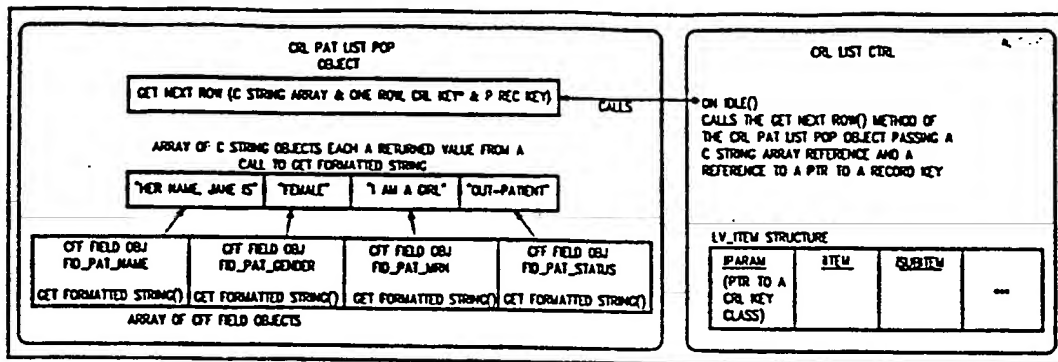 CRL PAT LIST POP
OBJECT
GET NEXT ROW (C STRING ARRAY & ONE ROW, CRL KEY* & P REC KEY)
CALLS
ARRAY OF C STRING OBJECTS EACH A RETURNED VALUE FROM A
CALL TO GET FORMATTED STRING
"HER NAME, JANE IS" "FEMALE" "I AM A GIRL" "OUT-PATIENT"
CFF FIELD OBJ CFF FIELD OBJ CFF FIELD OBJ CFF FIELD OBJ
FID_PAT_NAME FID_PAT_GENDER FID_PAT_MRN FID_PAT_STATUS
GET FORMATTED STRING() GET FORMATTED STRING() GET FORMATTED STRING() GET FORMATTED STRING()
ARRAY OF CFF FIELD OBJECTS
CRL LIST CTRL
ON IDLE()
CALLS THE GET NEXT ROW() METHOD OF
THE CRL PAT LIST POP OBJECT PASSING A
C STRING ARRAY REFERENCE AND A
REFERENCE TO A PTR TO A RECORD KEY
LV_ITEM STRUCTURE
IPARAM IITEM ISUBITEM ...
(PTR TO A
CRL KEY
CLASS)